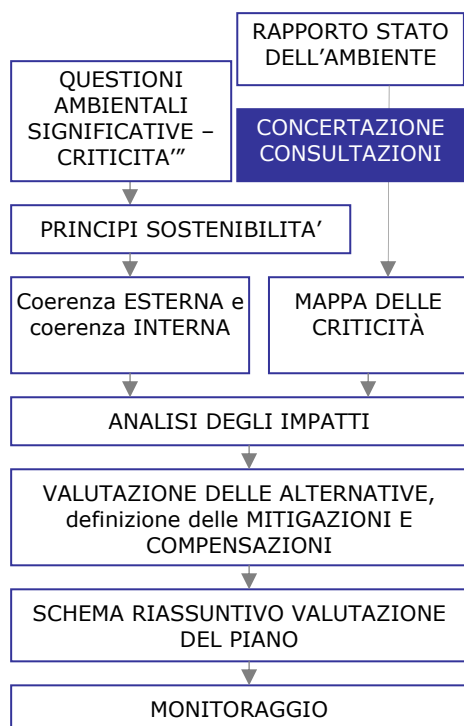 RAPPORTO STATO
DELL’AMBIENTE
QUESTIONI
AMBIENTALI
SIGNIFICATIVE –
CRITICITA’”
CONCERTAZIONE
CONSULTAZIONI
PRINCIPI SOSTENIBILITA’
Coerenza ESTERNA e
coerenza INTERNA
MAPPA DELLE
CRITICITÀ
ANALISI DEGLI IMPATTI
VALUTAZIONE DELLE ALTERNATIVE,
definizione delle MITIGAZIONI E
COMPENSAZIONI
SCHEMA RIASSUNTIVO VALUTAZIONE
DEL PIANO
MONITORAGGIO